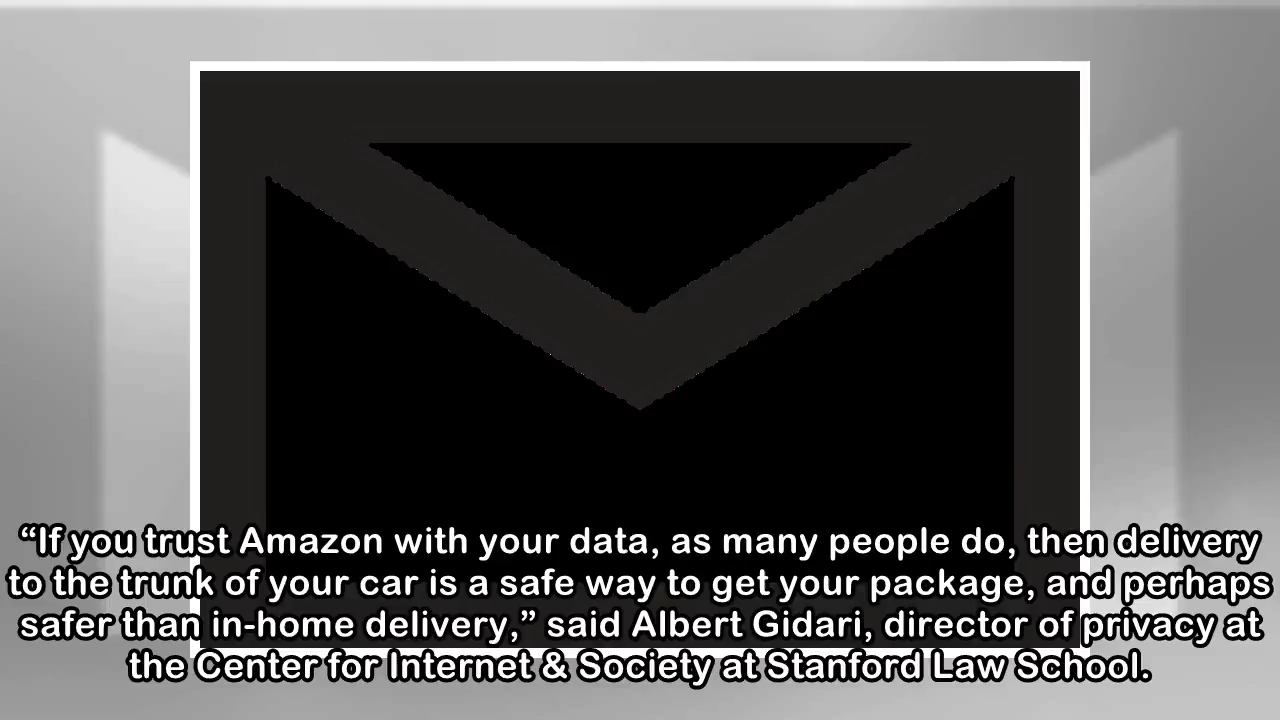 “If you trust Amazon with your data, as many people do, then delivery
to the trunk of your car is a safe way to get your package, and perhaps
safer than in-home delivery,” said Albert Gidari, director of privacy at
the Center for Internet & Society at Stanford Law School.